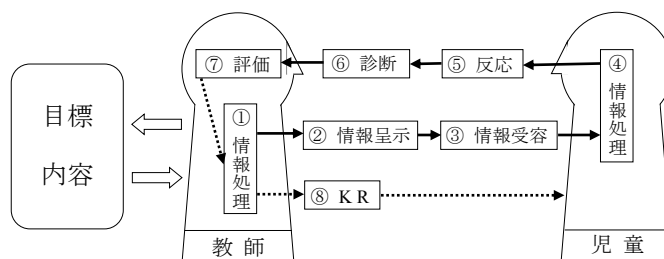 目標
内容
⑦ 評価
⑥ 診断
⑤ 反応
④ 情報処理
① 情報処理
② 情報呈示
③ 情報受容
⑧ KR
教 師
児 童